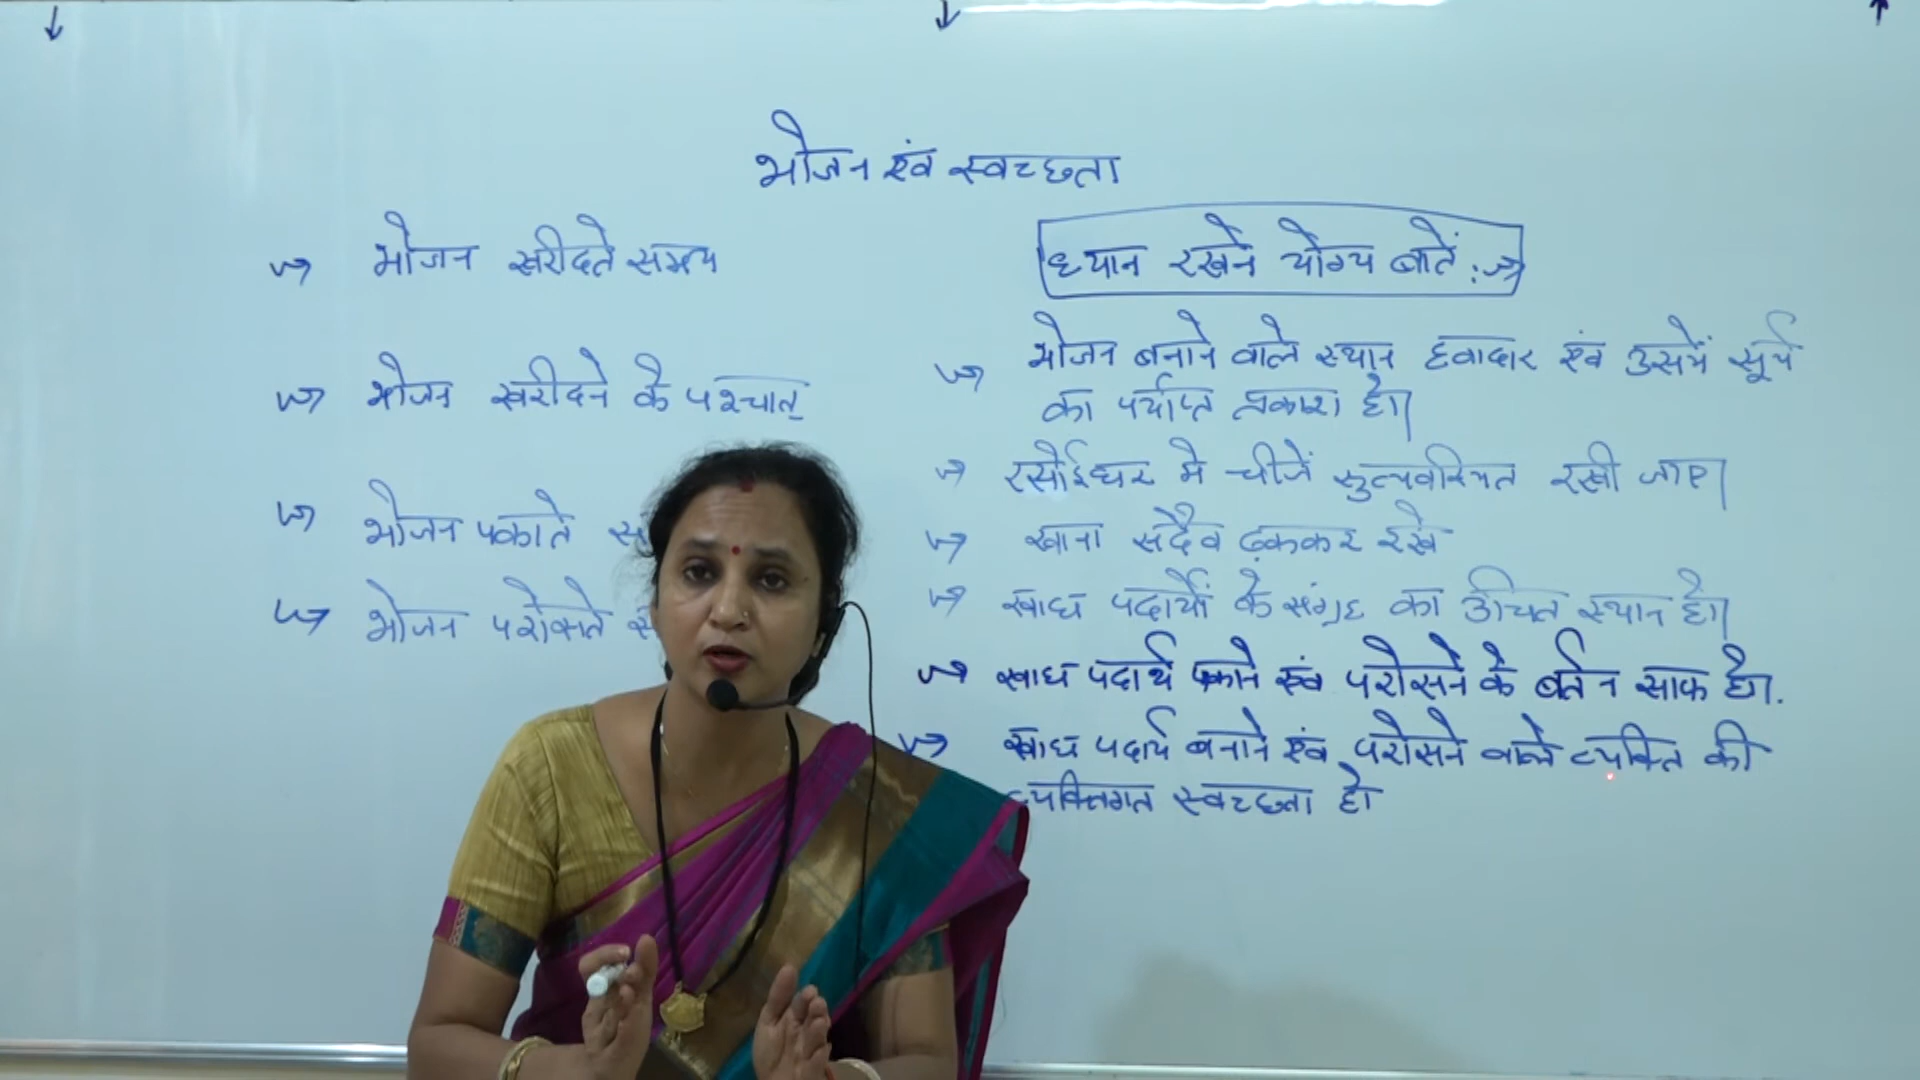 भोजन एवं स्वच्छता
भोजन खरीदते समय
भोजन खरीदने के पश्चात्
भोजन पकाते
भोजन परोसते
ध्यान रखने योग्य बातें :→
भोजन बनाने वाले स्थान हवादार एवं उसमें सूर्य
का पर्याप्त प्रकाश हो।
रसोईघर मे चीजें सुव्यवस्थित रखी जाए।
खाना सदैव ढ़ककर रखे
खाद्य पदार्थों के संग्रह का उचित स्थान हो।
खाद्य पदार्थ पकाने एवं परोसने के बर्तन साफ हो.
खाद्य पदार्थ बनाने एवं परोसने वाले व्यक्ति की
व्यक्तिगत स्वच्छता हो